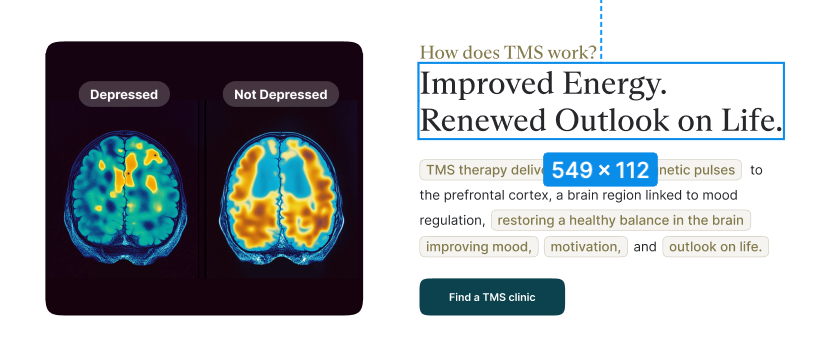 Depressed
Not Depressed
How does TMS work?
Improved Energy.
Renewed Outlook on Life.
TMS therapy netic pulses to
549 × 112
the prefrontal cortex, a brain region linked to mood
regulation, restoring a healthy balance in the brain
improving mood, motivation, and outlook on life.
Find a TMS clinic